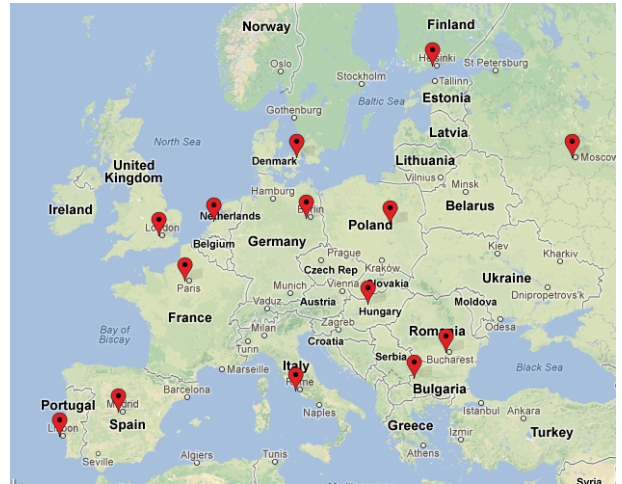 Finland
Norway
Helsinki
Oslo
St Petersburg
Stockholm
Tallinn
Baltic Sea
Estonia
Gothenburg
Latvia
North Sea
Moscow
Denmark
Lithuania
United
Kingdom
Vilnius
Minsk
Hamburg
Ireland
Netherlands
Berlin
Belarus
London
Poland
Belgium
Germany
Kiev
Kharkiv
Prague
Czech Rep
Kraków
Paris
Ukraine
Munich
Vienna
Slovakia
Dnipropetrovs'k
Vaduz
Austria
Moldova
France
Hungary
Zagreb
Odesa
Bay of
Biscay
Milan
Croatia
Romania
Turin
Serbia
Bucharest
Italy
Marseille
Black Sea
Rome
Bulgaria
Barcelona
Portugal
Madrid
Naples
Istanbul
Ankara
Lisbon
Spain
Greece
Izmir
Turkey
Seville
Algiers
Tunis
Athens
Syria